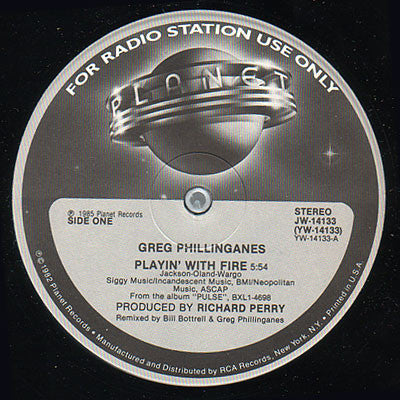 FOR RADIO STATION USE ONLY
PLANET
℗ 1985 Planet Records
SIDE ONE
STEREO
JW-14133
(YW-14133)
YW-14133-A
GREG PHILLINGANES
PLAYIN' WITH FIRE 5:54
Jackson-Oland-Wargo
Siggy Music/Incandescent Music, BMI/Neopolitan
Music, ASCAP
From the album "PULSE", BXL1-4698
PRODUCED BY RICHARD PERRY
Remixed by Bill Bottrell & Greg Phillinganes
© 1982 Planet Records • Manufactured and Distributed by RCA Records, New York, N.Y. • Printed in U.S.A.